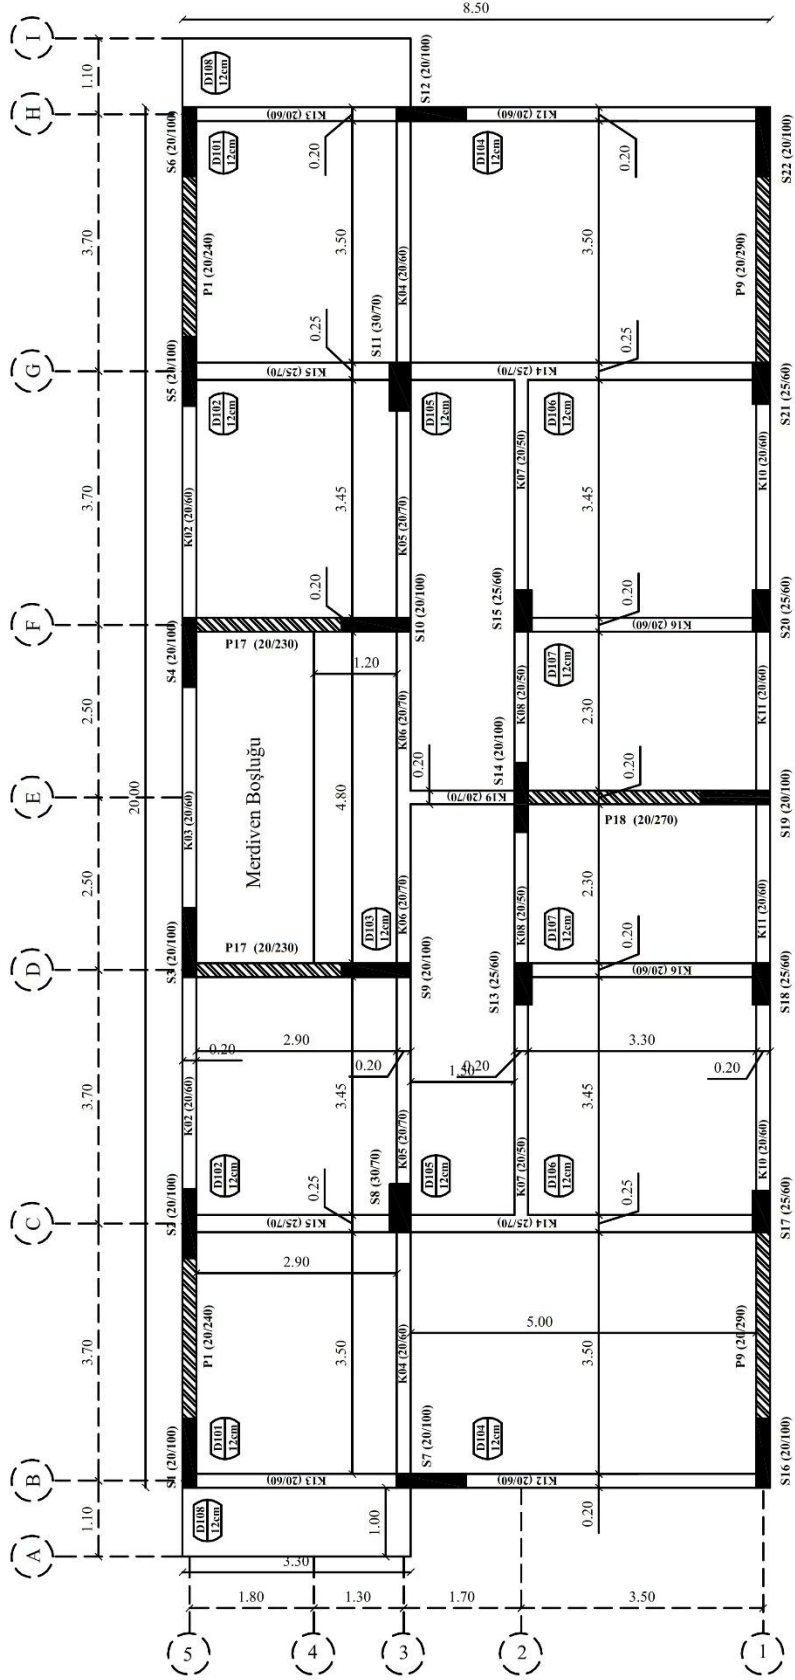 8.50
I
H
G
F
E
D
C
B
A
1.10
3.70
3.70
2.50
2.50
3.70
3.70
1.10
20.00
D108
12cm
S12 (20/100)
S6 (20/100)
K13 (20/60)
K12 (20/60)
D101
12cm
D104
12cm
0.20
0.20
S22 (20/100)
P1 (20/240)
3.50
K04 (20/60)
3.50
P9 (20/290)
S11 (30/70)
0.25
0.25
S5 (20/100)
K15 (25/70)
K14 (25/70)
S21 (25/60)
D102
12cm
D105
12cm
D106
12cm
K02 (20/60)
3.45
K05 (20/70)
K07 (20/50)
3.45
K10 (20/60)
0.20
S10 (20/100)
S15 (25/60)
0.20
S20 (25/60)
S4 (20/100)
P17 (20/230)
K16 (20/60)
D107
12cm
1.20
K06 (20/70)
K08 (20/50)
2.30
K11 (20/60)
S14 (20/100)
Merdiven Boşluğu
K03 (20/60)
4.80
0.20
K19 (20/70)
0.20
P18 (20/270)
S19 (20/100)
D103
12cm
K06 (20/70)
K08 (20/50)
D107
12cm
2.30
K11 (20/60)
P17 (20/230)
S3 (20/100)
S9 (20/100)
S13 (25/60)
K16 (20/60)
0.20
S18 (25/60)
0.20
2.90
0.20
1.50
0.20
3.30
0.20
K02 (20/60)
3.45
K05 (20/70)
K07 (20/50)
3.45
K10 (20/60)
D102
12cm
D105
12cm
D106
12cm
S8 (30/70)
0.25
0.25
S2 (20/100)
K15 (25/70)
K14 (25/70)
S17 (25/60)
2.90
P1 (20/240)
3.50
K04 (20/60)
5.00
3.50
P9 (20/290)
D101
12cm
D104
12cm
S7 (20/100)
S1 (20/100)
K13 (20/60)
K12 (20/60)
S16 (20/100)
D108
12cm
1.00
0.20
3.30
1.80
1.30
1.70
3.50
5
4
3
2
1